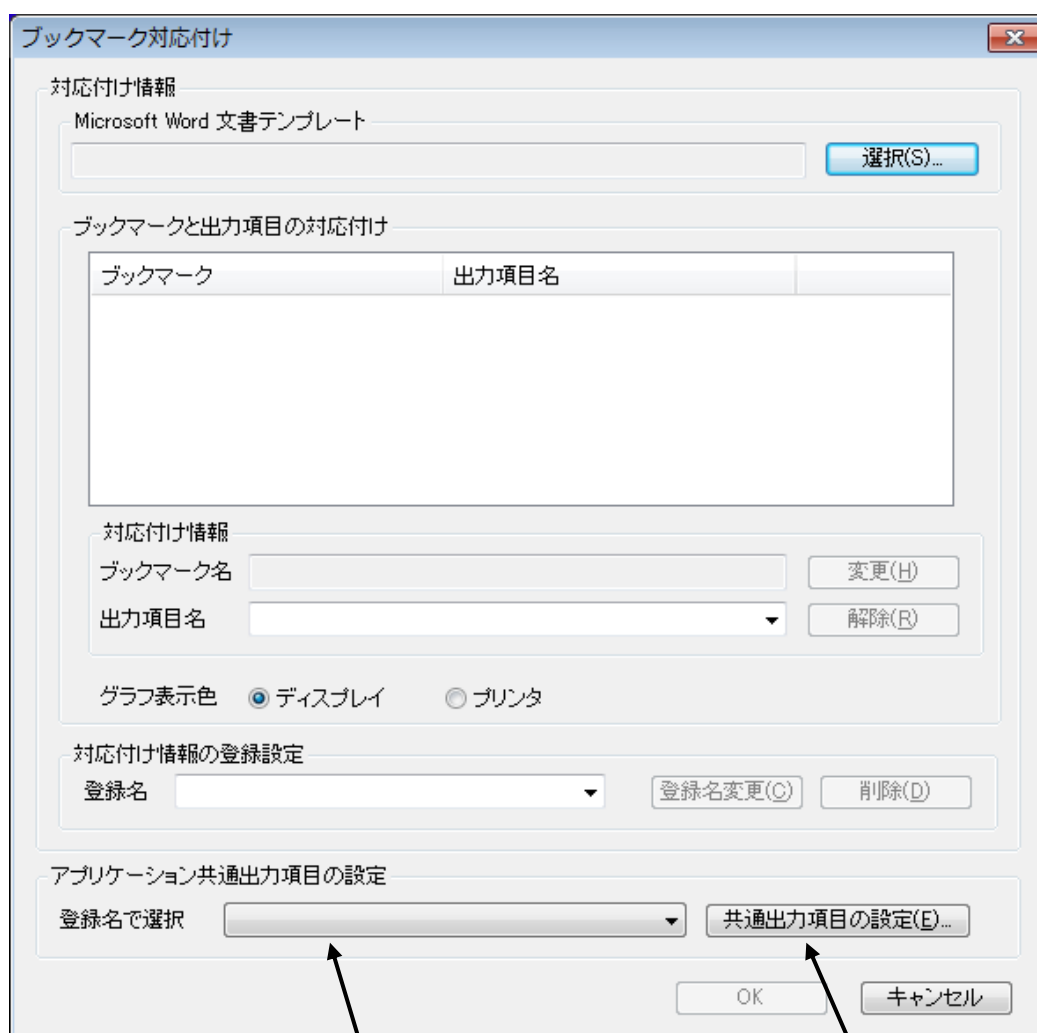 ブックマーク対応付け
対応付け情報
Microsoft Word 文書テンプレート
選択(S)...
ブックマークと出力項目の対応付け
ブックマーク 出力項目名
対応付け情報
ブックマーク名 変更(H)
出力項目名 解除(R)
グラフ表示色 ディスプレイ プリンタ
対応付け情報の登録設定
登録名 登録名変更(C) 削除(D)
アプリケーション共通出力項目の設定
登録名で選択 共通出力項目の設定(E)...
OK キャンセル